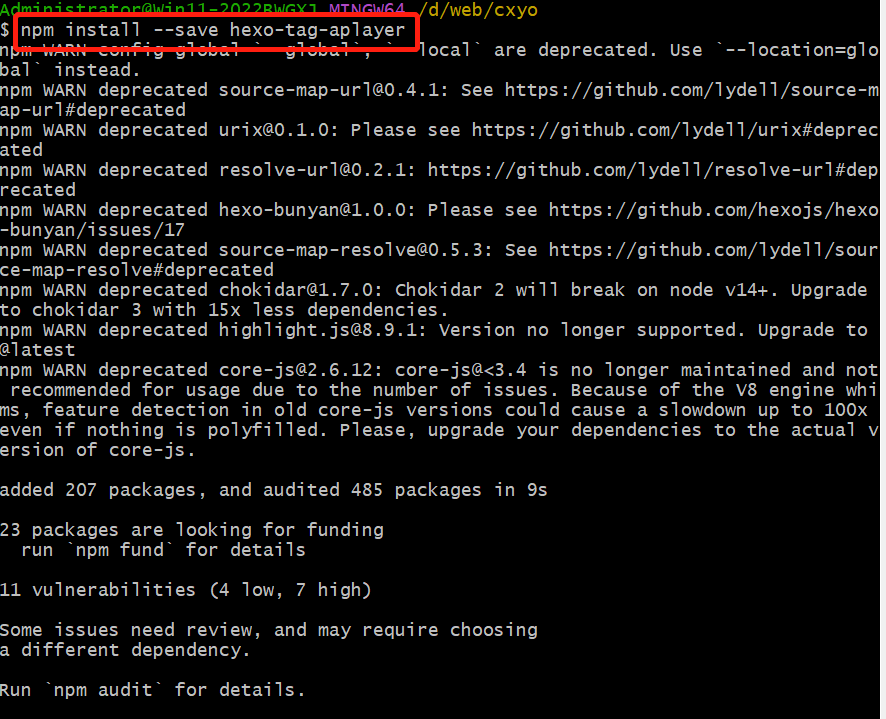 Administrator@Win11-2022BWGXJ MINGW64 /d/web/cxyo
$ npm install --save hexo-tag-aplayer
npm WARN config global `--global`, `--local` are deprecated. Use `--location=glo
bal` instead.
npm WARN deprecated source-map-url@0.4.1: See https://github.com/lydell/source-m
ap-url#deprecated
npm WARN deprecated urix@0.1.0: Please see https://github.com/lydell/urix#deprec
ated
npm WARN deprecated resolve-url@0.2.1: https://github.com/lydell/resolve-url#dep
recated
npm WARN deprecated hexo-bunyan@1.0.0: Please see https://github.com/hexojs/hexo
-bunyan/issues/17
npm WARN deprecated source-map-resolve@0.5.3: See https://github.com/lydell/sour
ce-map-resolve#deprecated
npm WARN deprecated chokidar@1.7.0: Chokidar 2 will break on node v14+. Upgrade
to chokidar 3 with 15x less dependencies.
npm WARN deprecated highlight.js@8.9.1: Version no longer supported. Upgrade to
@latest
npm WARN deprecated core-js@2.6.12: core-js@<3.4 is no longer maintained and not
recommended for usage due to the number of issues. Because of the V8 engine whi
ms, feature detection in old core-js versions could cause a slowdown up to 100x
even if nothing is polyfilled. Please, upgrade your dependencies to the actual v
ersion of core-js.
added 207 packages, and audited 485 packages in 9s
23 packages are looking for funding
run `npm fund` for details
11 vulnerabilities (4 low, 7 high)
Some issues need review, and may require choosing
a different dependency.
Run `npm audit` for details.